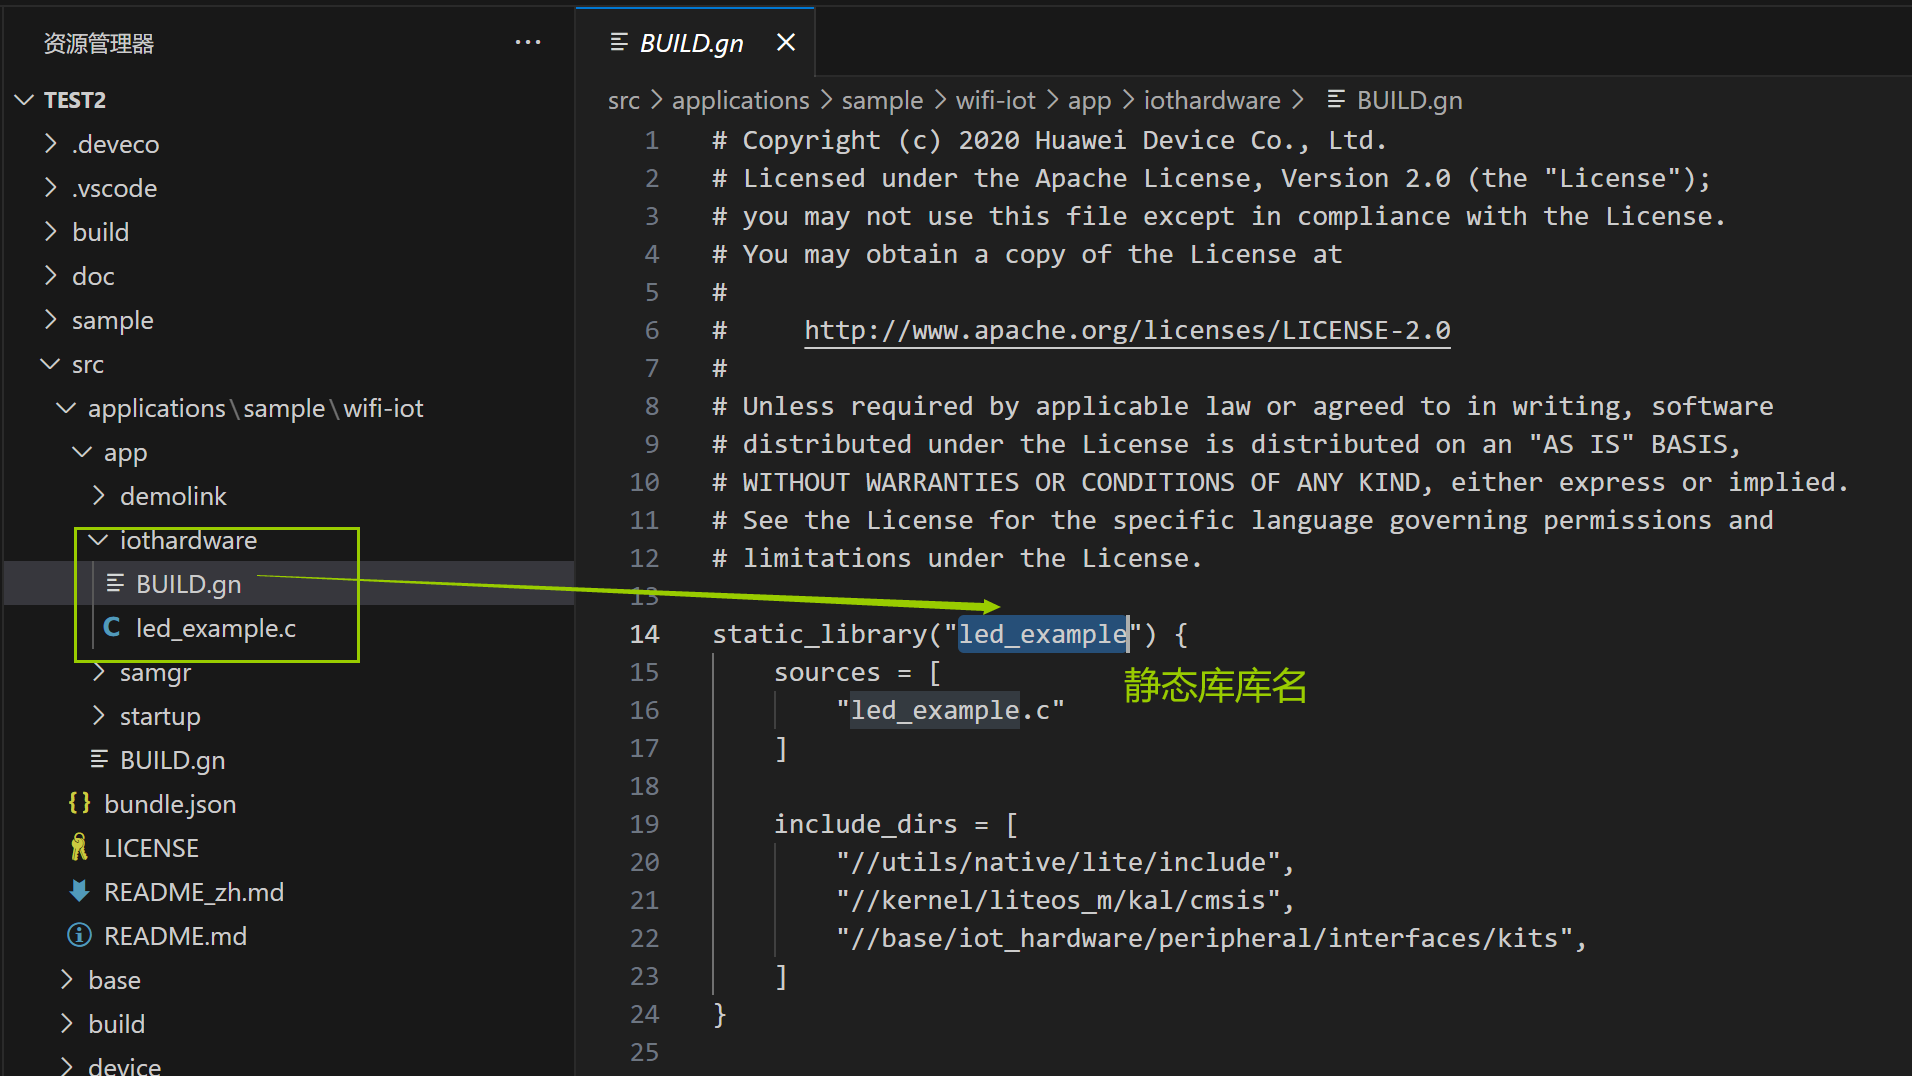 资源管理器
TEST2
.deveco
.vscode
build
doc
sample
src
applications\sample\wifi-iot
app
demolink
iothardware
BUILD.gn
C led_example.c
samgr
startup
BUILD.gn
{} bundle.json
LICENSE
README_zh.md
README.md
base
build
device
BUILD.gn
src > applications > sample > wifi-iot > app > iothardware > BUILD.gn
1 # Copyright (c) 2020 Huawei Device Co., Ltd.
2 # Licensed under the Apache License, Version 2.0 (the "License");
3 # you may not use this file except in compliance with the License.
4 # You may obtain a copy of the License at
5 #
6 #     http://www.apache.org/licenses/LICENSE-2.0
7 #
8 # Unless required by applicable law or agreed to in writing, software
9 # distributed under the License is distributed on an "AS IS" BASIS,
10 # WITHOUT WARRANTIES OR CONDITIONS OF ANY KIND, either express or implied.
11 # See the License for the specific language governing permissions and
12 # limitations under the License.
13
14 static_library("led_example") {
15     sources = [
静态库库名
16         "led_example.c"
17     ]
18
19     include_dirs = [
20         "//utils/native/lite/include",
21         "//kernel/liteos_m/kal/cmsis",
22         "//base/iot_hardware/peripheral/interfaces/kits",
23     ]
24 }
25